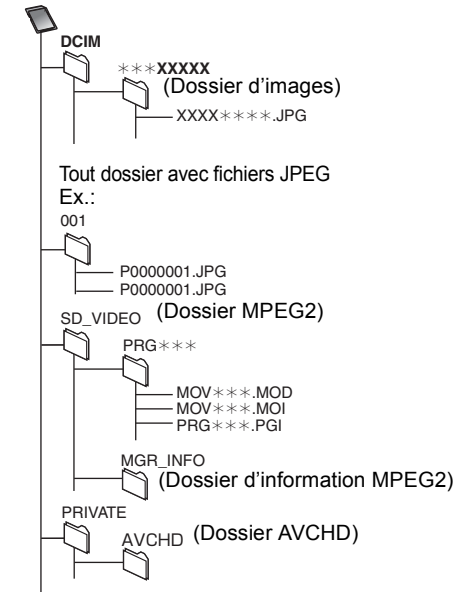 DCIM
∗∗∗XXXXX
(Dossier d’images)
XXXX∗∗∗∗.JPG
Tout dossier avec fichiers JPEG
Ex.:
001
P0000001.JPG
P0000001.JPG
SD_VIDEO (Dossier MPEG2)
PRG∗∗∗
MOV∗∗∗.MOD
MOV∗∗∗.MOI
PRG∗∗∗.PGI
MGR_INFO
(Dossier d’information MPEG2)
PRIVATE
AVCHD (Dossier AVCHD)